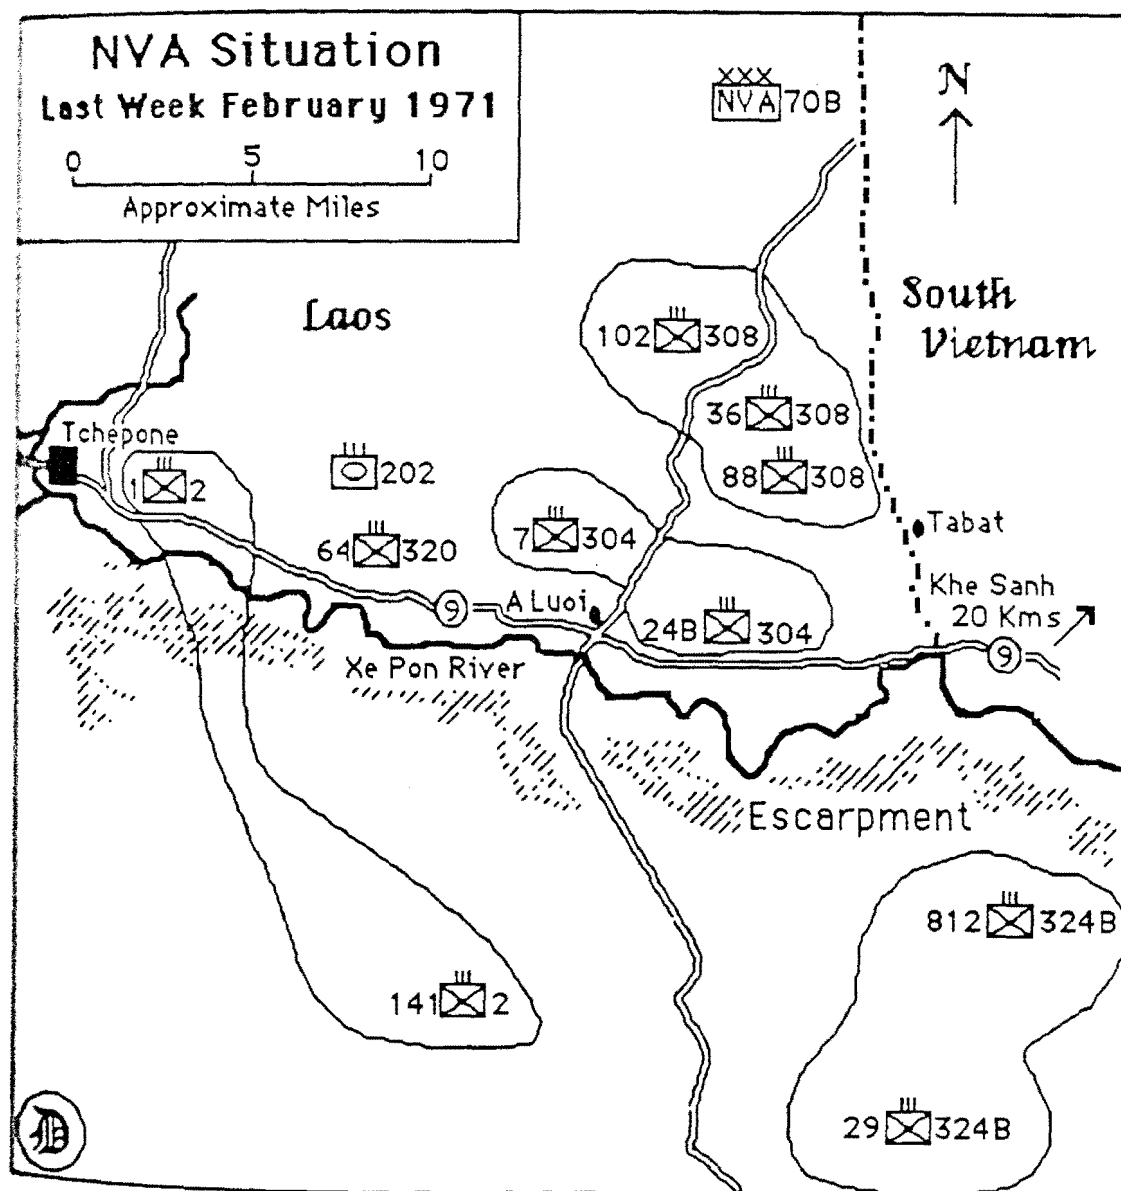 NVA Situation
Last Week February 1971
0 5 10
Approximate Miles
XXX
NVA 70B
N
Laos
South
Vietnam
102 308
36 308
Tchepone
1 2
202
88 308
7 304
Tabat
64 320
Khe Sanh
20 Kms
9
A Luoi
24B 304
9
Xe Pon River
Escarpment
812 324B
141 2
29 324B
D